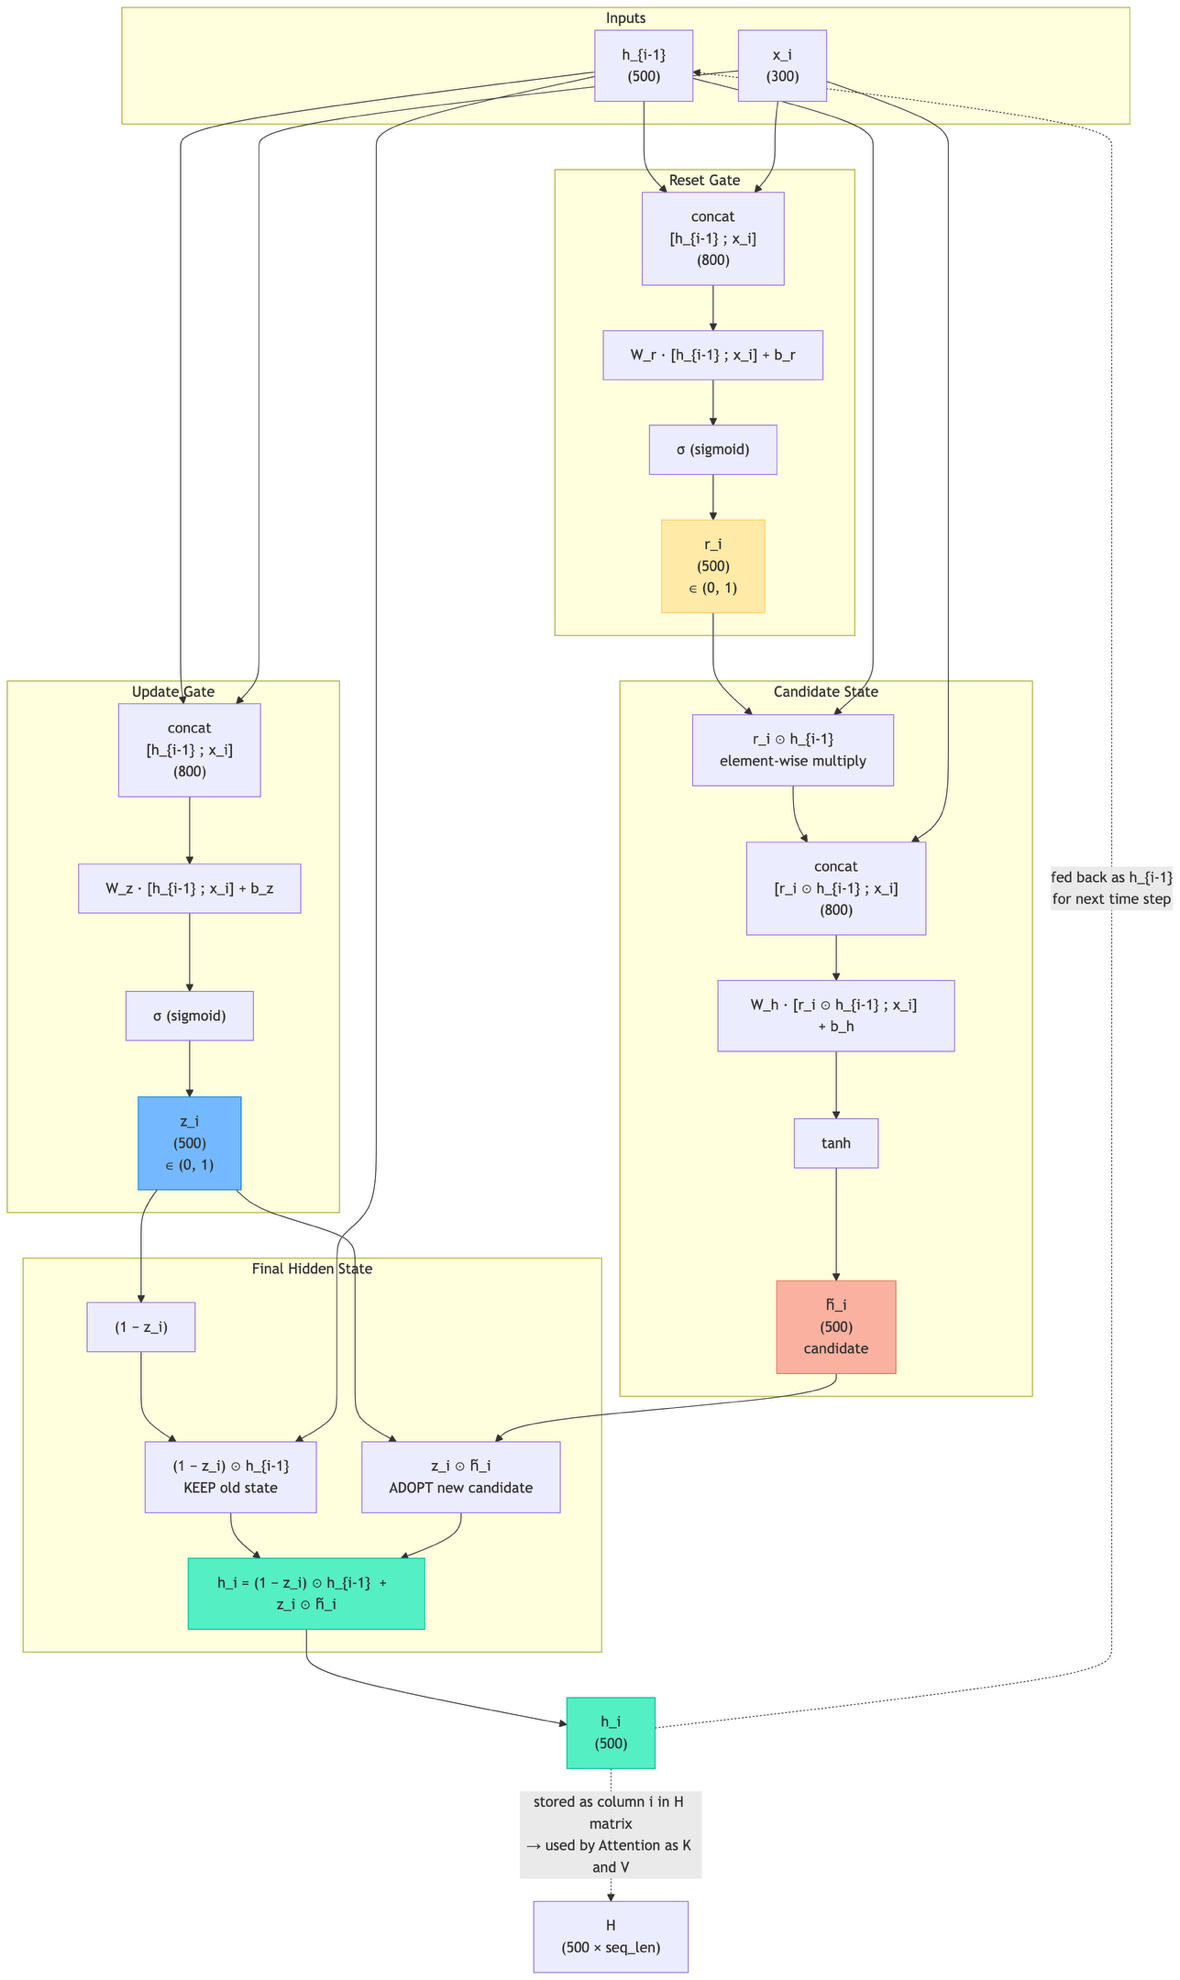 Inputs
h_{i-1}
(500)
x_i
(300)
Reset Gate
concat
[h_{i-1} ; x_i]
(800)
W_r · [h_{i-1} ; x_i] + b_r
σ (sigmoid)
r_i
(500)
∈ (0, 1)
Update Gate
concat
[h_{i-1} ; x_i]
(800)
W_z · [h_{i-1} ; x_i] + b_z
σ (sigmoid)
z_i
(500)
∈ (0, 1)
Candidate State
r_i ⊙ h_{i-1}
element-wise multiply
concat
[r_i ⊙ h_{i-1} ; x_i]
(800)
W_h · [r_i ⊙ h_{i-1} ; x_i]
+ b_h
tanh
h̃_i
(500)
candidate
fed back as h_{i-1}
for next time step
Final Hidden State
(1 − z_i)
(1 − z_i) ⊙ h_{i-1}
KEEP old state
z_i ⊙ h̃_i
ADOPT new candidate
h_i = (1 − z_i) ⊙ h_{i-1} +
z_i ⊙ h̃_i
h_i
(500)
stored as column i in H
matrix
→ used by Attention as K
and V
H
(500 × seq_len)